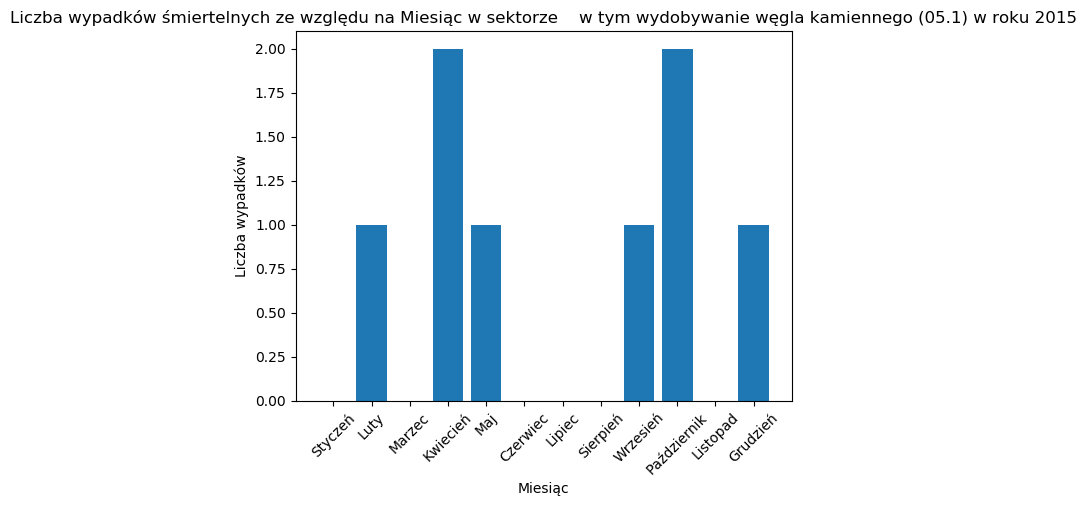 Liczba wypadków śmiertelnych ze względu na Miesiąc w sektorze    w tym wydobywanie węgla kamiennego (05.1) w roku 2015
2.00
1.75
1.50
1.25
1.00
0.75
0.50
0.25
0.00
Liczba wypadków
Styczeń
Luty
Marzec
Kwiecień
Maj
Czerwiec
Lipiec
Sierpień
Wrzesień
Październik
Listopad
Grudzień
Miesiąc